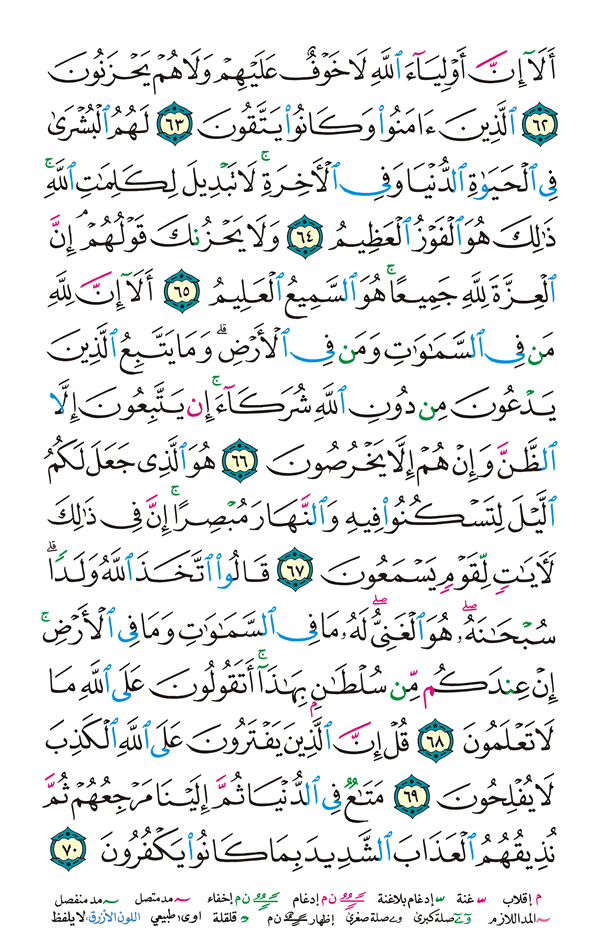 أَلَآ إِنَّ أَوْلِيَآءَ ٱللَّهِ لَا خَوْفٌ عَلَيْهِمْ وَلَا هُمْ يَحْزَنُونَ
٦٢ ٱلَّذِينَ ءَامَنُوا۟ وَكَانُوا۟ يَتَّقُونَ ٦٣ لَهُمُ ٱلْبُشْرَىٰ
فِى ٱلْحَيَوٰةِ ٱلدُّنْيَا وَفِى ٱلْأَخِرَةِ ۚ لَا تَبْدِيلَ لِكَلِمَٰتِ ٱللَّهِ ۚ
ذَٰلِكَ هُوَ ٱلْفَوْزُ ٱلْعَظِيمُ ٦٤ وَلَا يَحْزُنكَ قَوْلُهُمْ ۘ إِنَّ
ٱلْعِزَّةَ لِلَّهِ جَمِيعًا ۚ هُوَ ٱلسَّمِيعُ ٱلْعَلِيمُ ٦٥ أَلَآ إِنَّ لِلَّهِ
مَن فِى ٱلسَّمَٰوَٰتِ وَمَن فِى ٱلْأَرْضِ ۗ وَمَا يَتَّبِعُ ٱلَّذِينَ
يَدْعُونَ مِن دُونِ ٱللَّهِ شُرَكَآءَ ۚ إِن يَتَّبِعُونَ إِلَّا
ٱلظَّنَّ وَإِنْ هُمْ إِلَّا يَخْرُصُونَ ٦٦ هُوَ ٱلَّذِى جَعَلَ لَكُمُ
ٱلَّيْلَ لِتَسْكُنُوا۟ فِيهِ وَٱلنَّهَارَ مُبْصِرًا ۚ إِنَّ فِى ذَٰلِكَ
لَأَيَٰتٍ لِّقَوْمٍ يَسْمَعُونَ ٦٧ قَالُوا۟ ٱتَّخَذَ ٱللَّهُ وَلَدًا ۗ
سُبْحَٰنَهُۥ ۖ هُوَ ٱلْغَنِىُّ ۖ لَهُۥ مَا فِى ٱلسَّمَٰوَٰتِ وَمَا فِى ٱلْأَرْضِ ۚ
إِنْ عِندَكُم مِّن سُلْطَٰنٍۭ بِهَٰذَآ ۚ أَتَقُولُونَ عَلَى ٱللَّهِ مَا
لَا تَعْلَمُونَ ٦٨ قُلْ إِنَّ ٱلَّذِينَ يَفْتَرُونَ عَلَى ٱللَّهِ ٱلْكَذِبَ
لَا يُفْلِحُونَ ٦٩ مَتَٰعٌ فِى ٱلدُّنْيَا ثُمَّ إِلَيْنَا مَرْجِعُهُمْ ثُمَّ
نُذِيقُهُمُ ٱلْعَذَابَ ٱلشَّدِيدَ بِمَا كَانُوا۟ يَكْفُرُونَ ٧٠
م إقلاب غنة إدغام بلاغنة ن م إدغام ن م إخفاء مد متصل مد منفصل
المد اللازم صلة كبرى صلة صغرى إظهار ن م قلقلة اوى: طبيعي اللون الأزرق: لا يلفظ